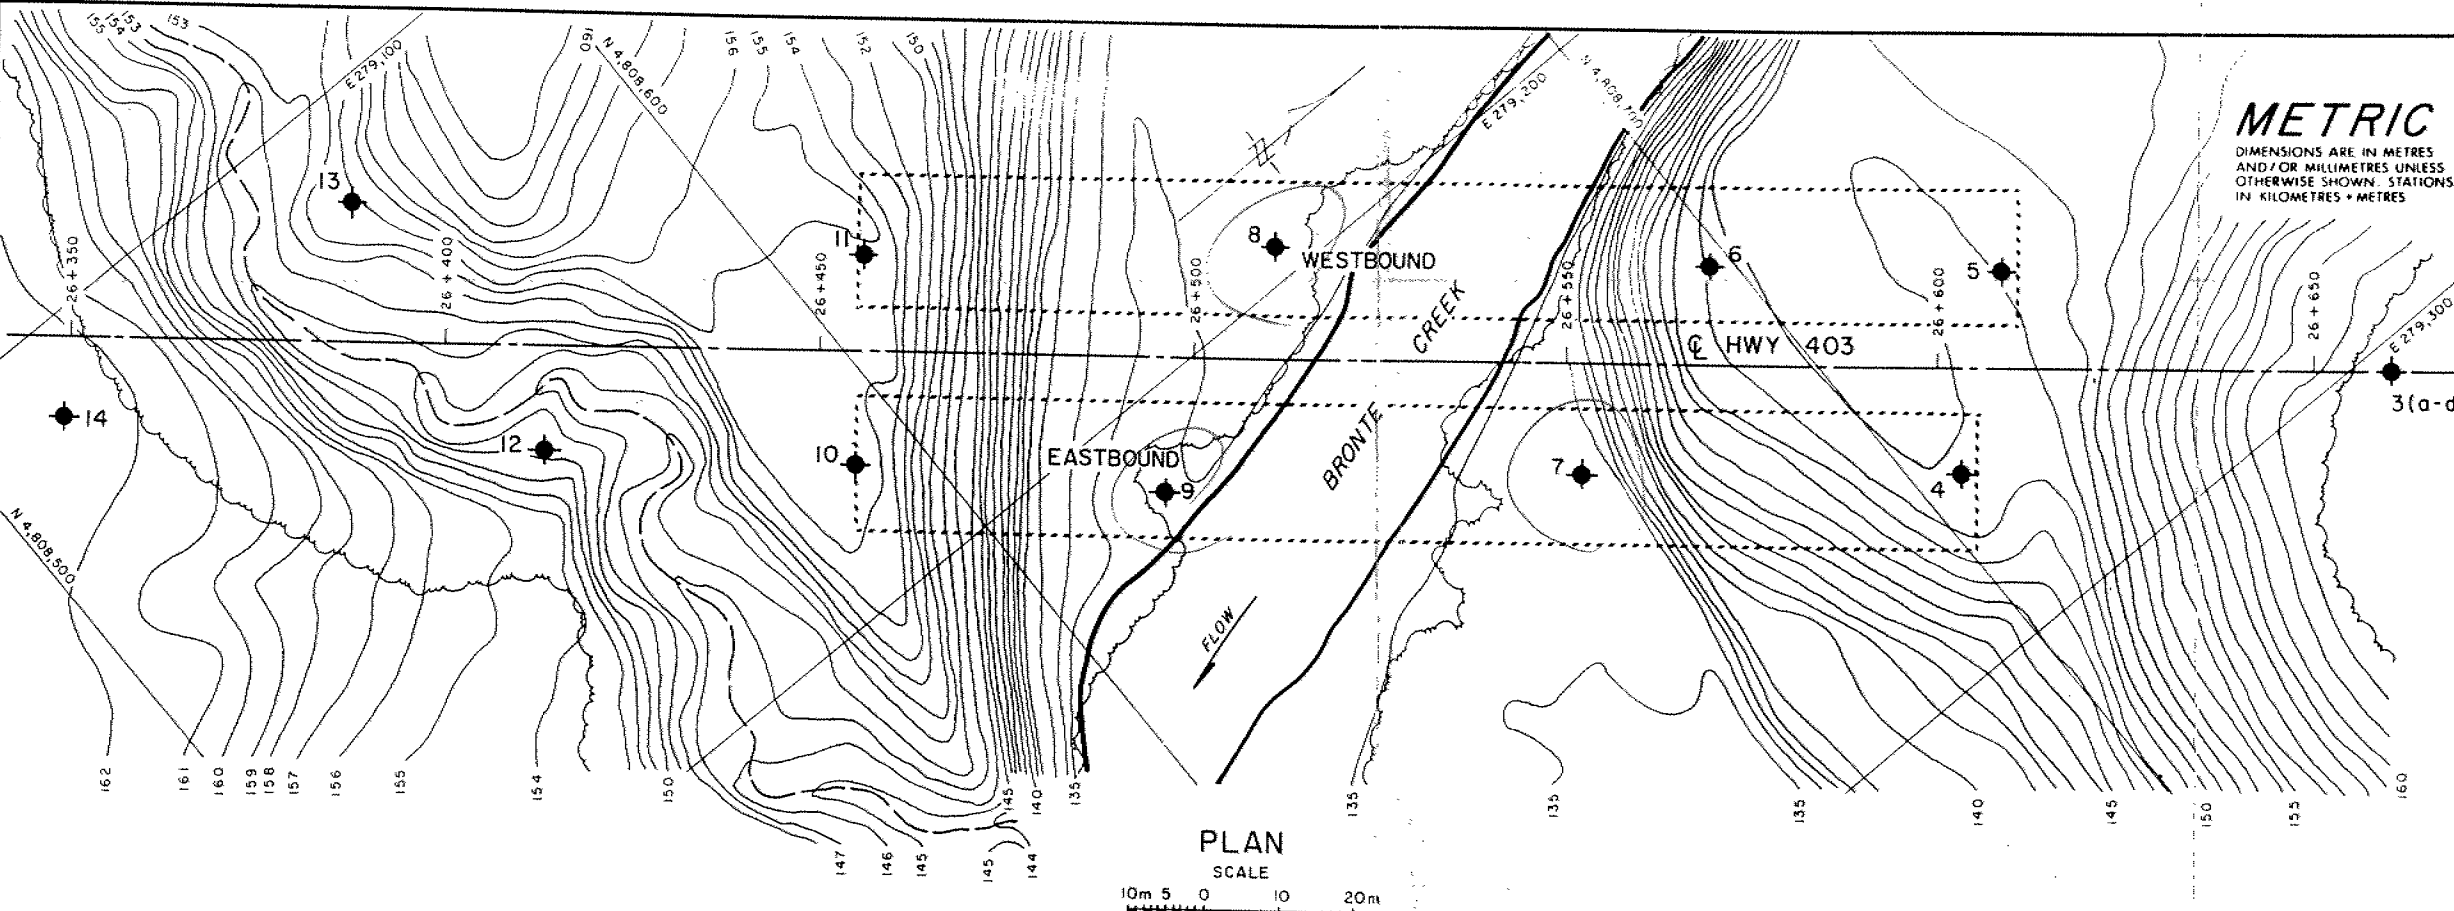 155
154
153
153
E 279,100
160
N 4,808,600
156
155
154
152
150
E 279,200
N 4,808,700
METRIC
DIMENSIONS ARE IN METRES
AND/OR MILLIMETRES UNLESS
OTHERWISE SHOWN. STATIONS
IN KILOMETRES + METRES
13
11
8
6
5
WESTBOUND
26+350
26+400
26+450
26+500
26+550
26+600
26+650
E 279,300
CREEK
℄ HWY 403
3(a-d
14
12
10
EASTBOUND
9
BRONTE
7
4
N 4,808,500
FLOW
162
161
160
159
158
157
156
155
154
150
145
140
135
135
135
135
140
145
150
155
160
147
146
145
145
144
PLAN
SCALE
10m 5 0 10 20m